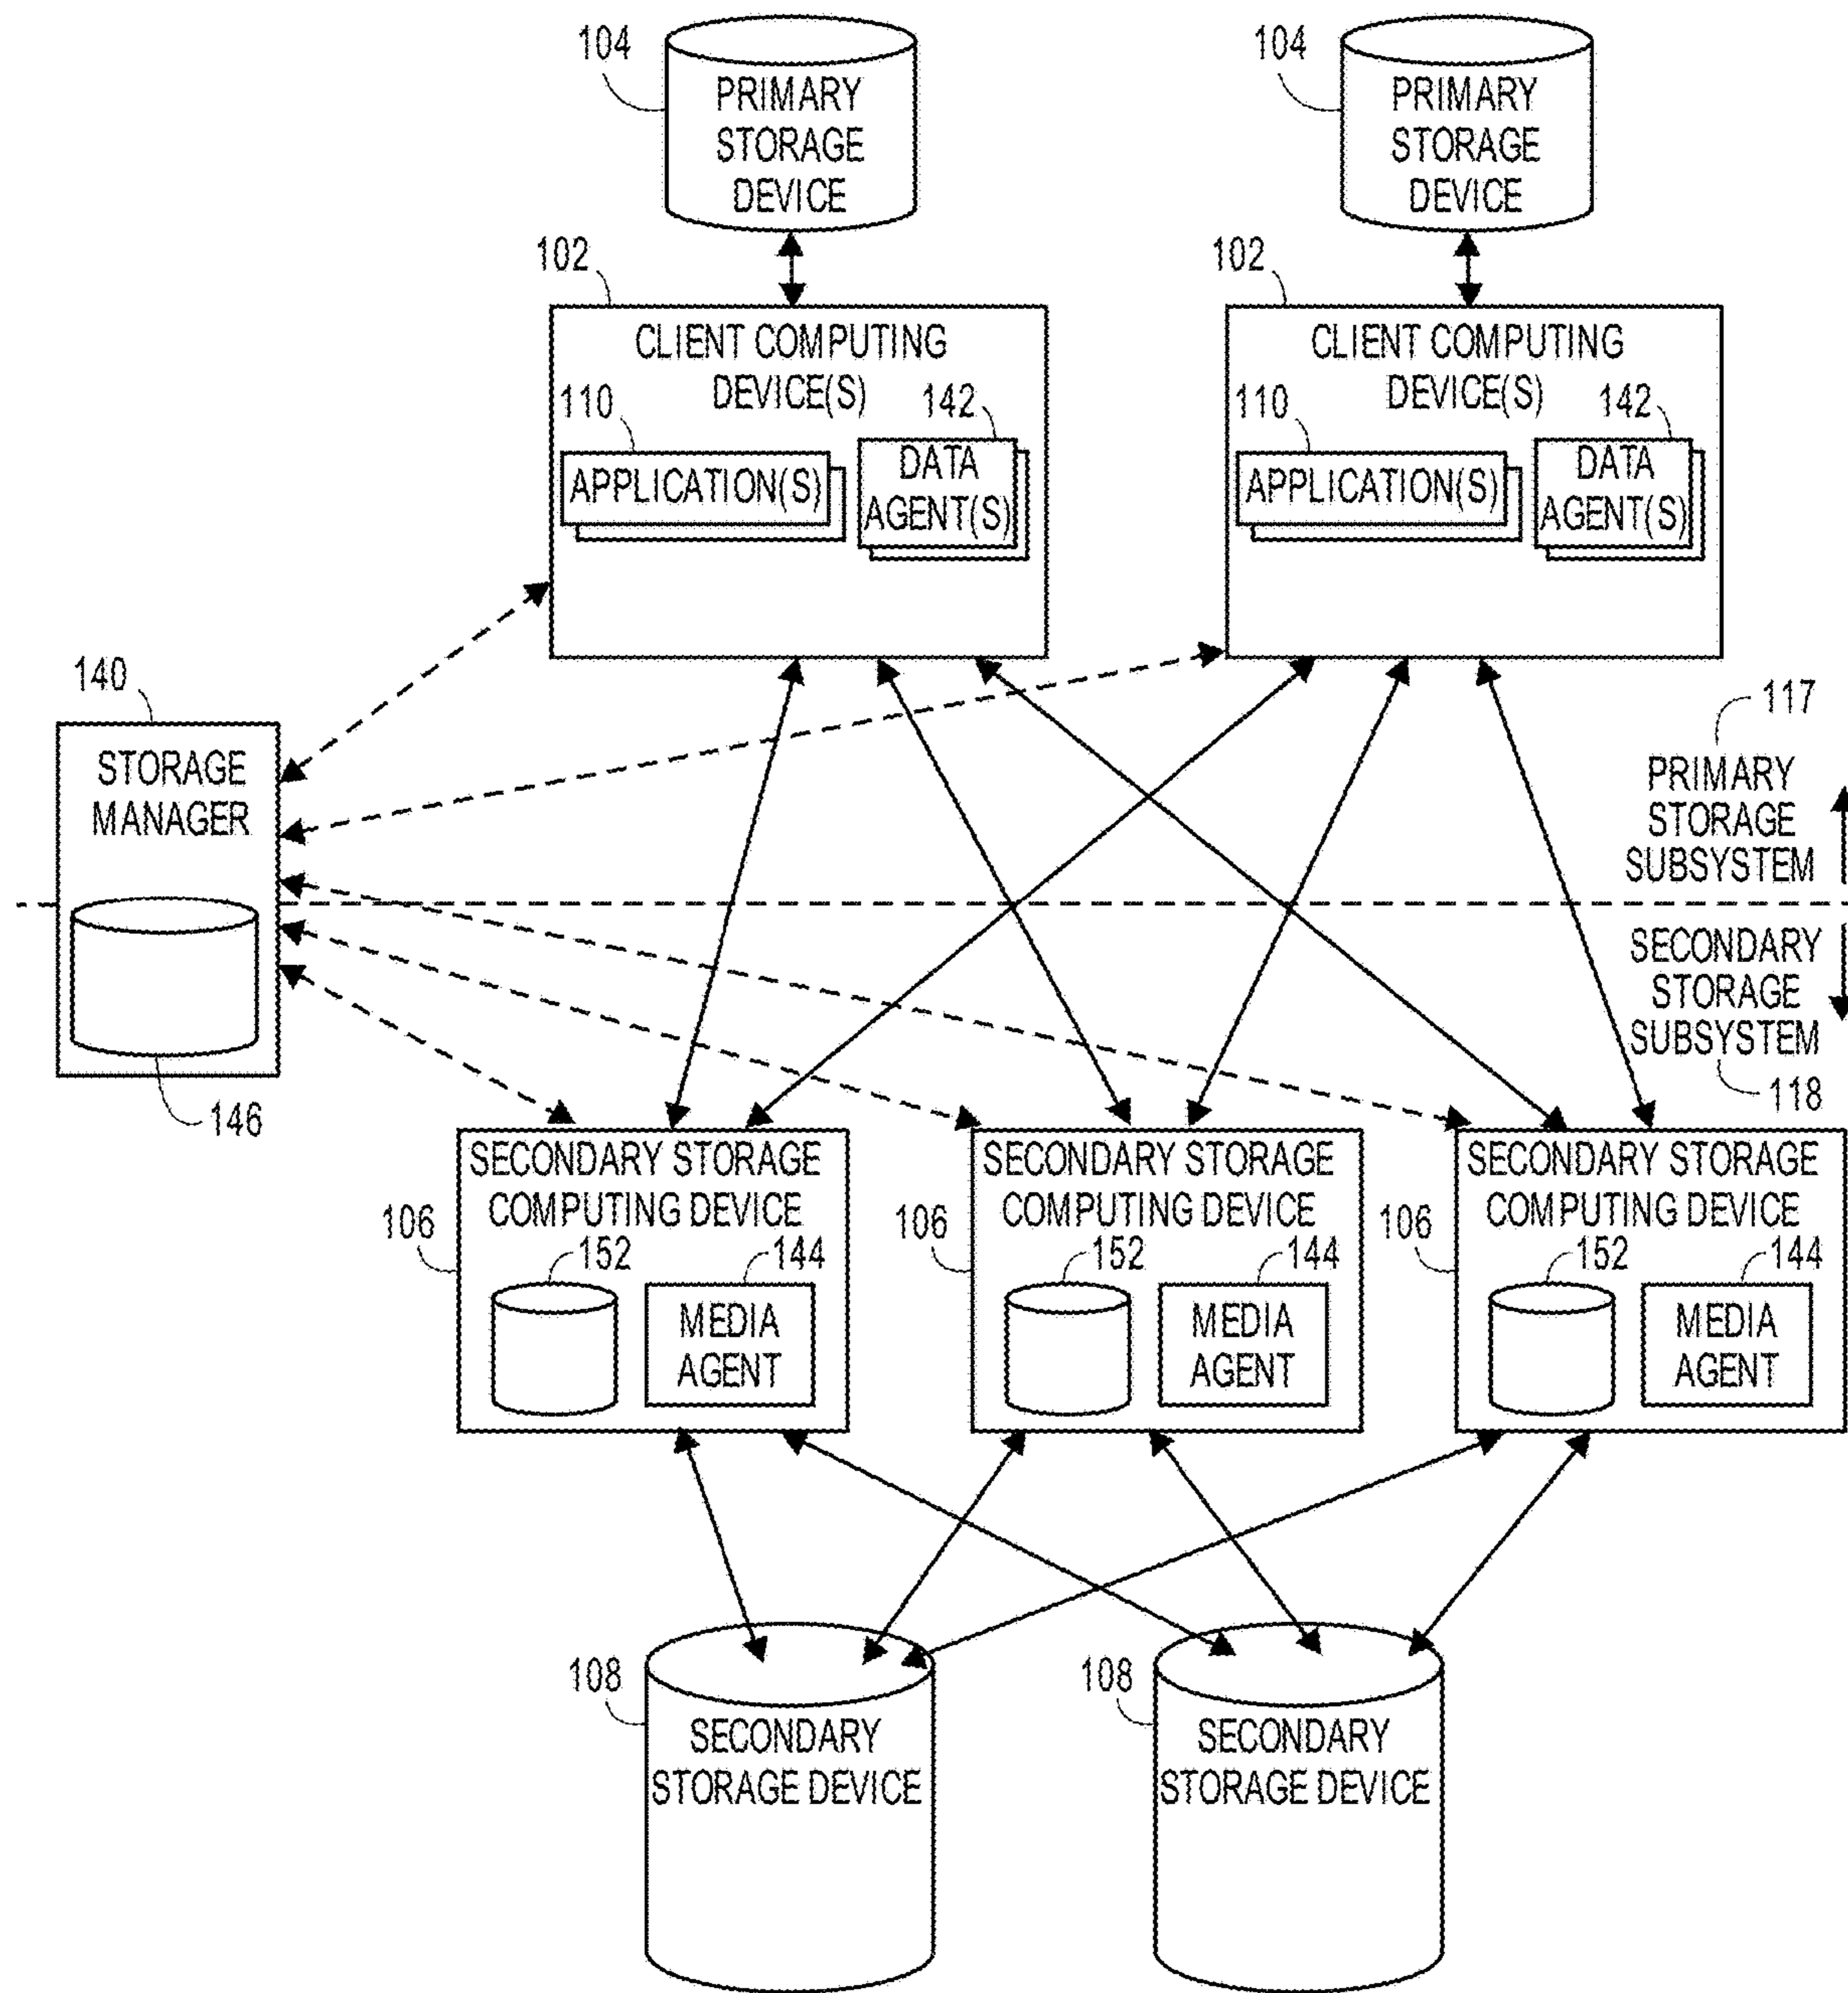 104
PRIMARY
STORAGE
DEVICE
104
PRIMARY
STORAGE
DEVICE
102
CLIENT COMPUTING
DEVICE(S)
110
142
APPLICATION(S)
DATA
AGENT(S)
102
CLIENT COMPUTING
DEVICE(S)
110
142
APPLICATION(S)
DATA
AGENT(S)
140
STORAGE
MANAGER
146
117
PRIMARY
STORAGE
SUBSYSTEM
SECONDARY
STORAGE
SUBSYSTEM
118
SECONDARY STORAGE
COMPUTING DEVICE
106
152
144
MEDIA
AGENT
SECONDARY STORAGE
COMPUTING DEVICE
106
152
144
MEDIA
AGENT
SECONDARY STORAGE
COMPUTING DEVICE
106
152
144
MEDIA
AGENT
108
SECONDARY
STORAGE DEVICE
108
SECONDARY
STORAGE DEVICE